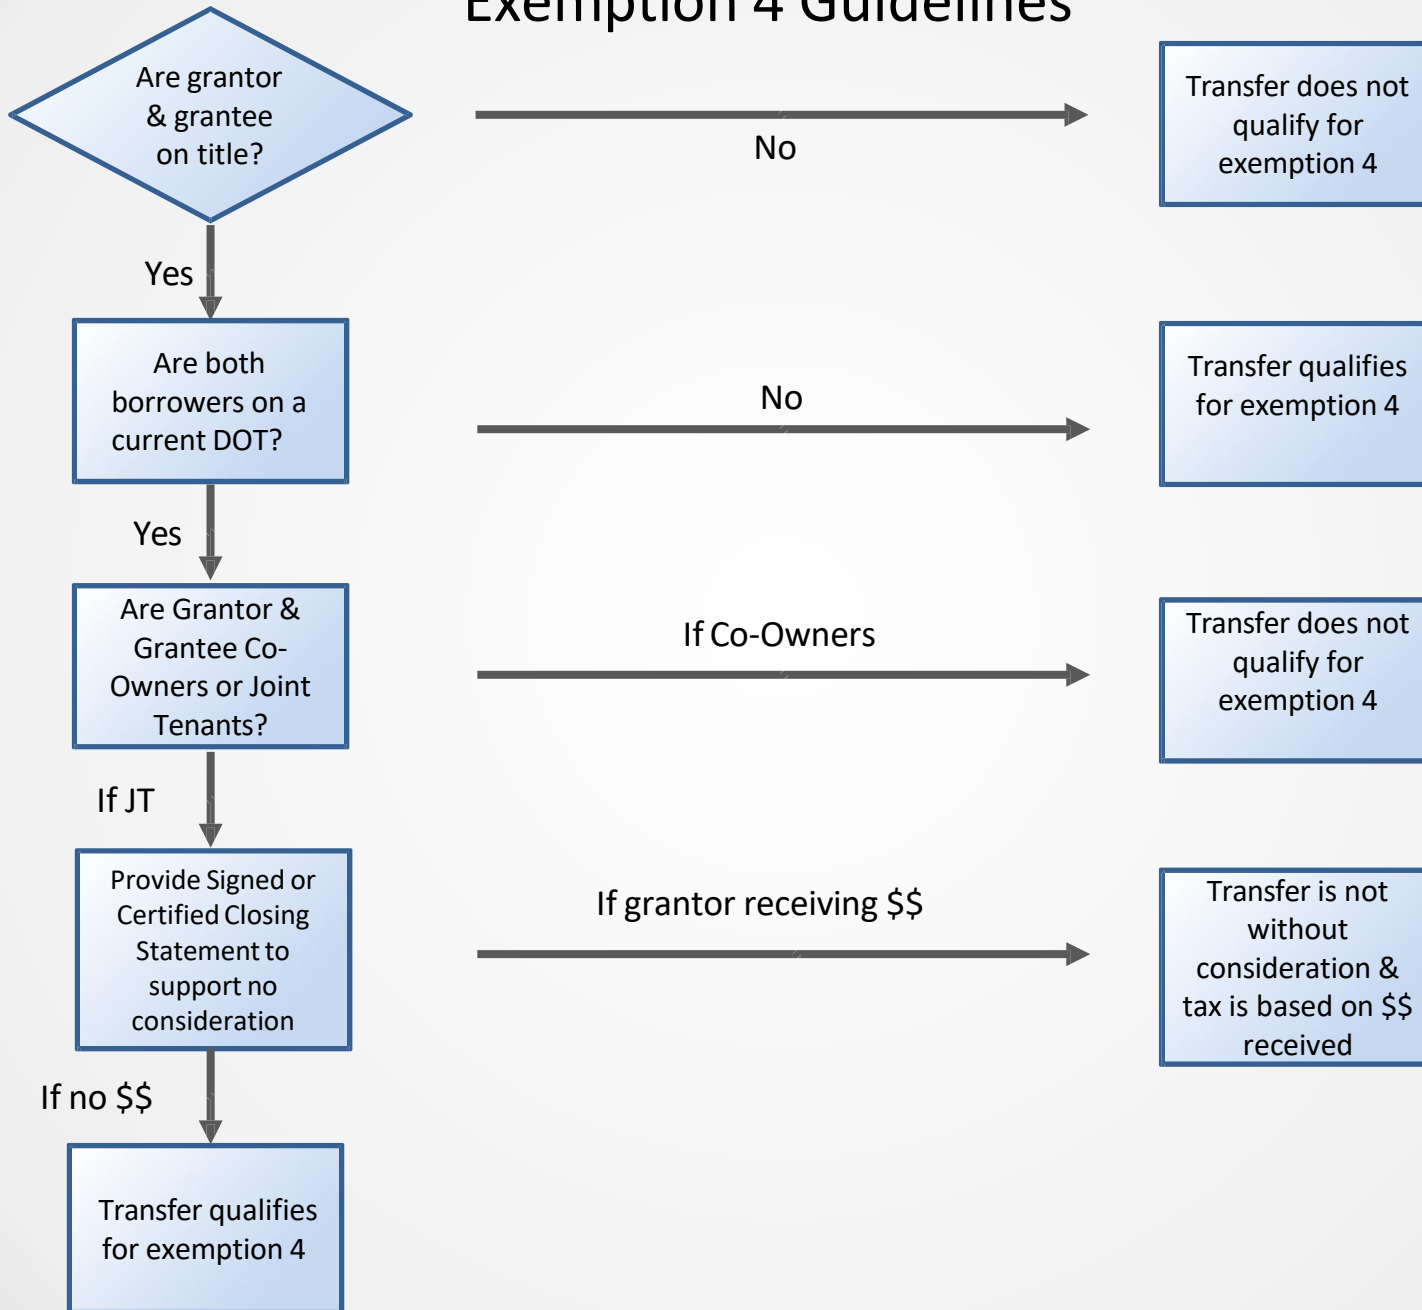 Exemption 4 Guidelines
Are grantor
& grantee
on title?
No
Transfer does not
qualify for
exemption 4
Yes
Are both
borrowers on a
current DOT?
No
Transfer qualifies
for exemption 4
Yes
Are Grantor &
Grantee Co-
Owners or Joint
Tenants?
If Co-Owners
Transfer does not
qualify for
exemption 4
If JT
Provide Signed or
Certified Closing
Statement to
support no
consideration
If grantor receiving $$
Transfer is not
without
consideration &
tax is based on $$
received
If no $$
Transfer qualifies
for exemption 4